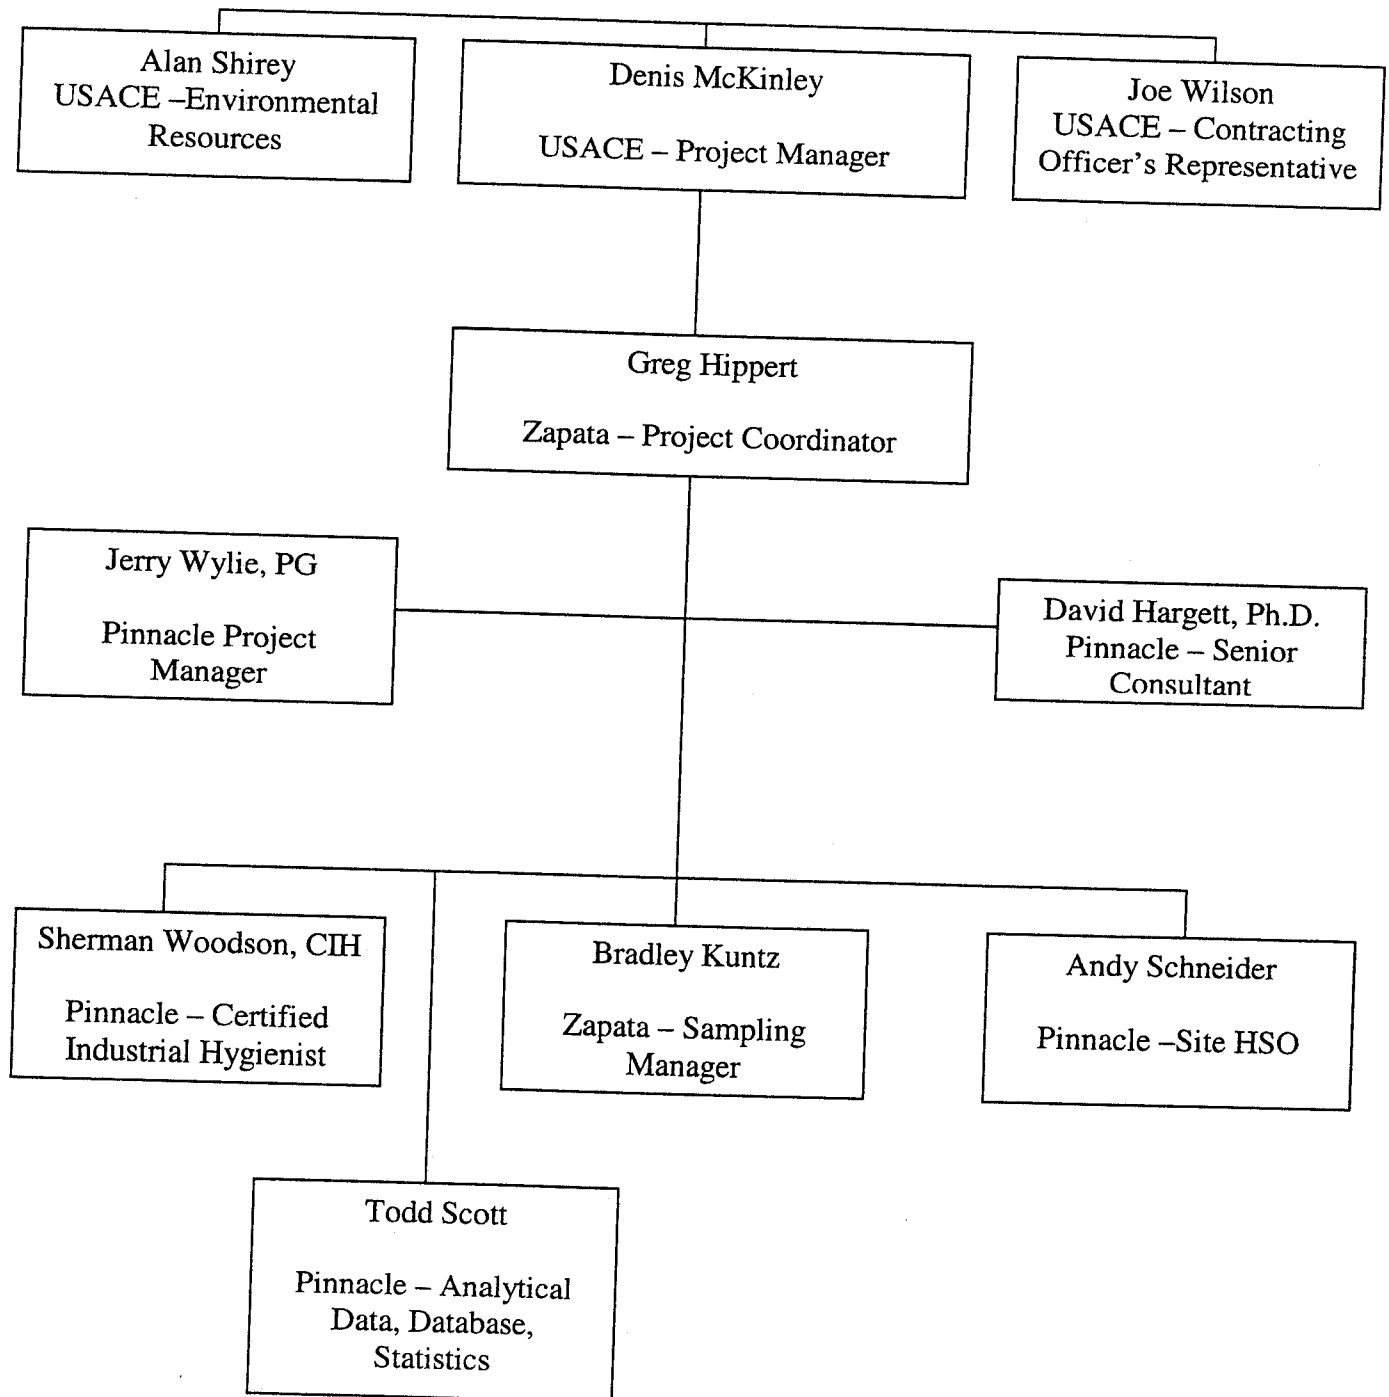 Alan Shirey
USACE –Environmental
Resources
Denis McKinley
USACE – Project Manager
Joe Wilson
USACE – Contracting
Officer's Representative
Greg Hippert
Zapata – Project Coordinator
Jerry Wylie, PG
Pinnacle Project
Manager
David Hargett, Ph.D.
Pinnacle – Senior
Consultant
Sherman Woodson, CIH
Pinnacle – Certified
Industrial Hygienist
Bradley Kuntz
Zapata – Sampling
Manager
Andy Schneider
Pinnacle –Site HSO
Todd Scott
Pinnacle – Analytical
Data, Database,
Statistics